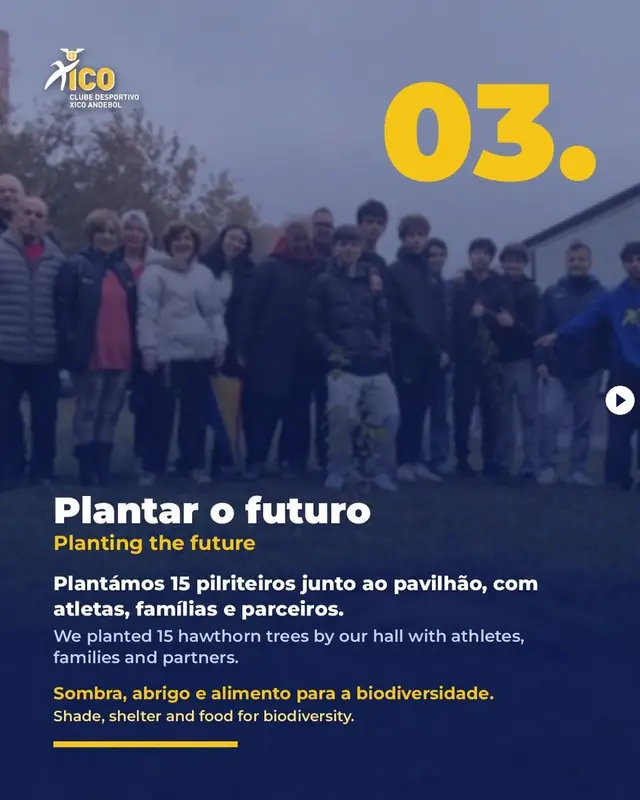 XICO
CLUBE DESPORTIVO
XICO ANDEBOL
03.
Plantar o futuro
Planting the future
Plantámos 15 pilriteiros junto ao pavilhão, com
atletas, famílias e parceiros.
We planted 15 hawthorn trees by our hall with athletes,
families and partners.
Sombra, abrigo e alimento para a biodiversidade.
Shade, shelter and food for biodiversity.